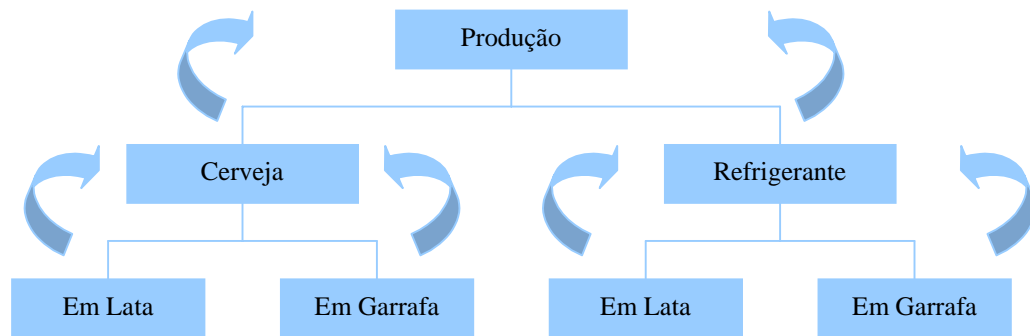 Produção
Cerveja
Refrigerante
Em Lata
Em Garrafa
Em Lata
Em Garrafa